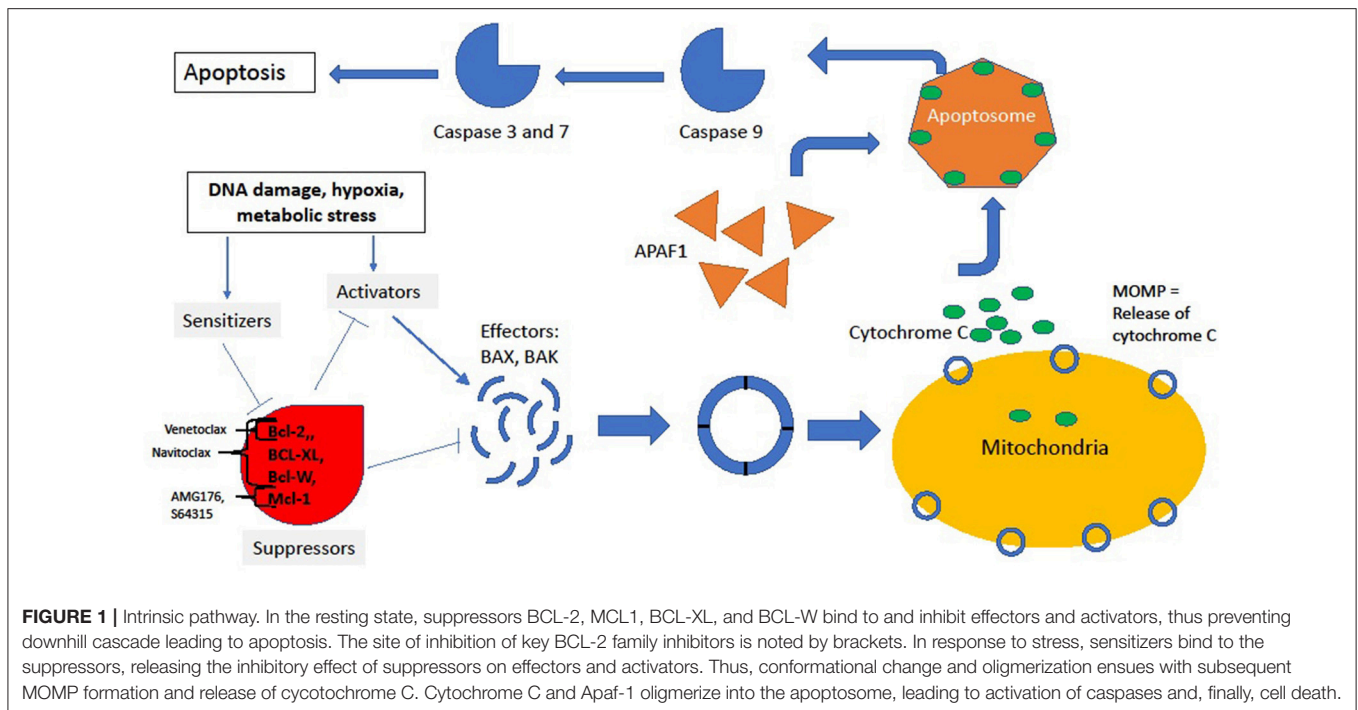 Apoptosis
Caspase 3 and 7
Caspase 9
Apoptosome
DNA damage, hypoxia,
metabolic stress
APAF1
Activators
Sensitizers
Effectors:
BAX, BAK
Cytochrome C
MOMP =
Release of
cytochrome C
Venetoclax
Navitoclax
AMG176,
S64315
Bcl-2,,
BCL-XL,
Bcl-W,
Mcl-1
Suppressors
Mitochondria
FIGURE 1 | Intrinsic pathway. In the resting state, suppressors BCL-2, MCL1, BCL-XL, and BCL-W bind to and inhibit effectors and activators, thus preventing
downhill cascade leading to apoptosis. The site of inhibition of key BCL-2 family inhibitors is noted by brackets. In response to stress, sensitizers bind to the
suppressors, releasing the inhibitory effect of suppressors on effectors and activators. Thus, conformational change and oligmerization ensues with subsequent
MOMP formation and release of cycotochrome C. Cytochrome C and Apaf-1 oligmerize into the apoptosome, leading to activation of caspases and, finally, cell death.